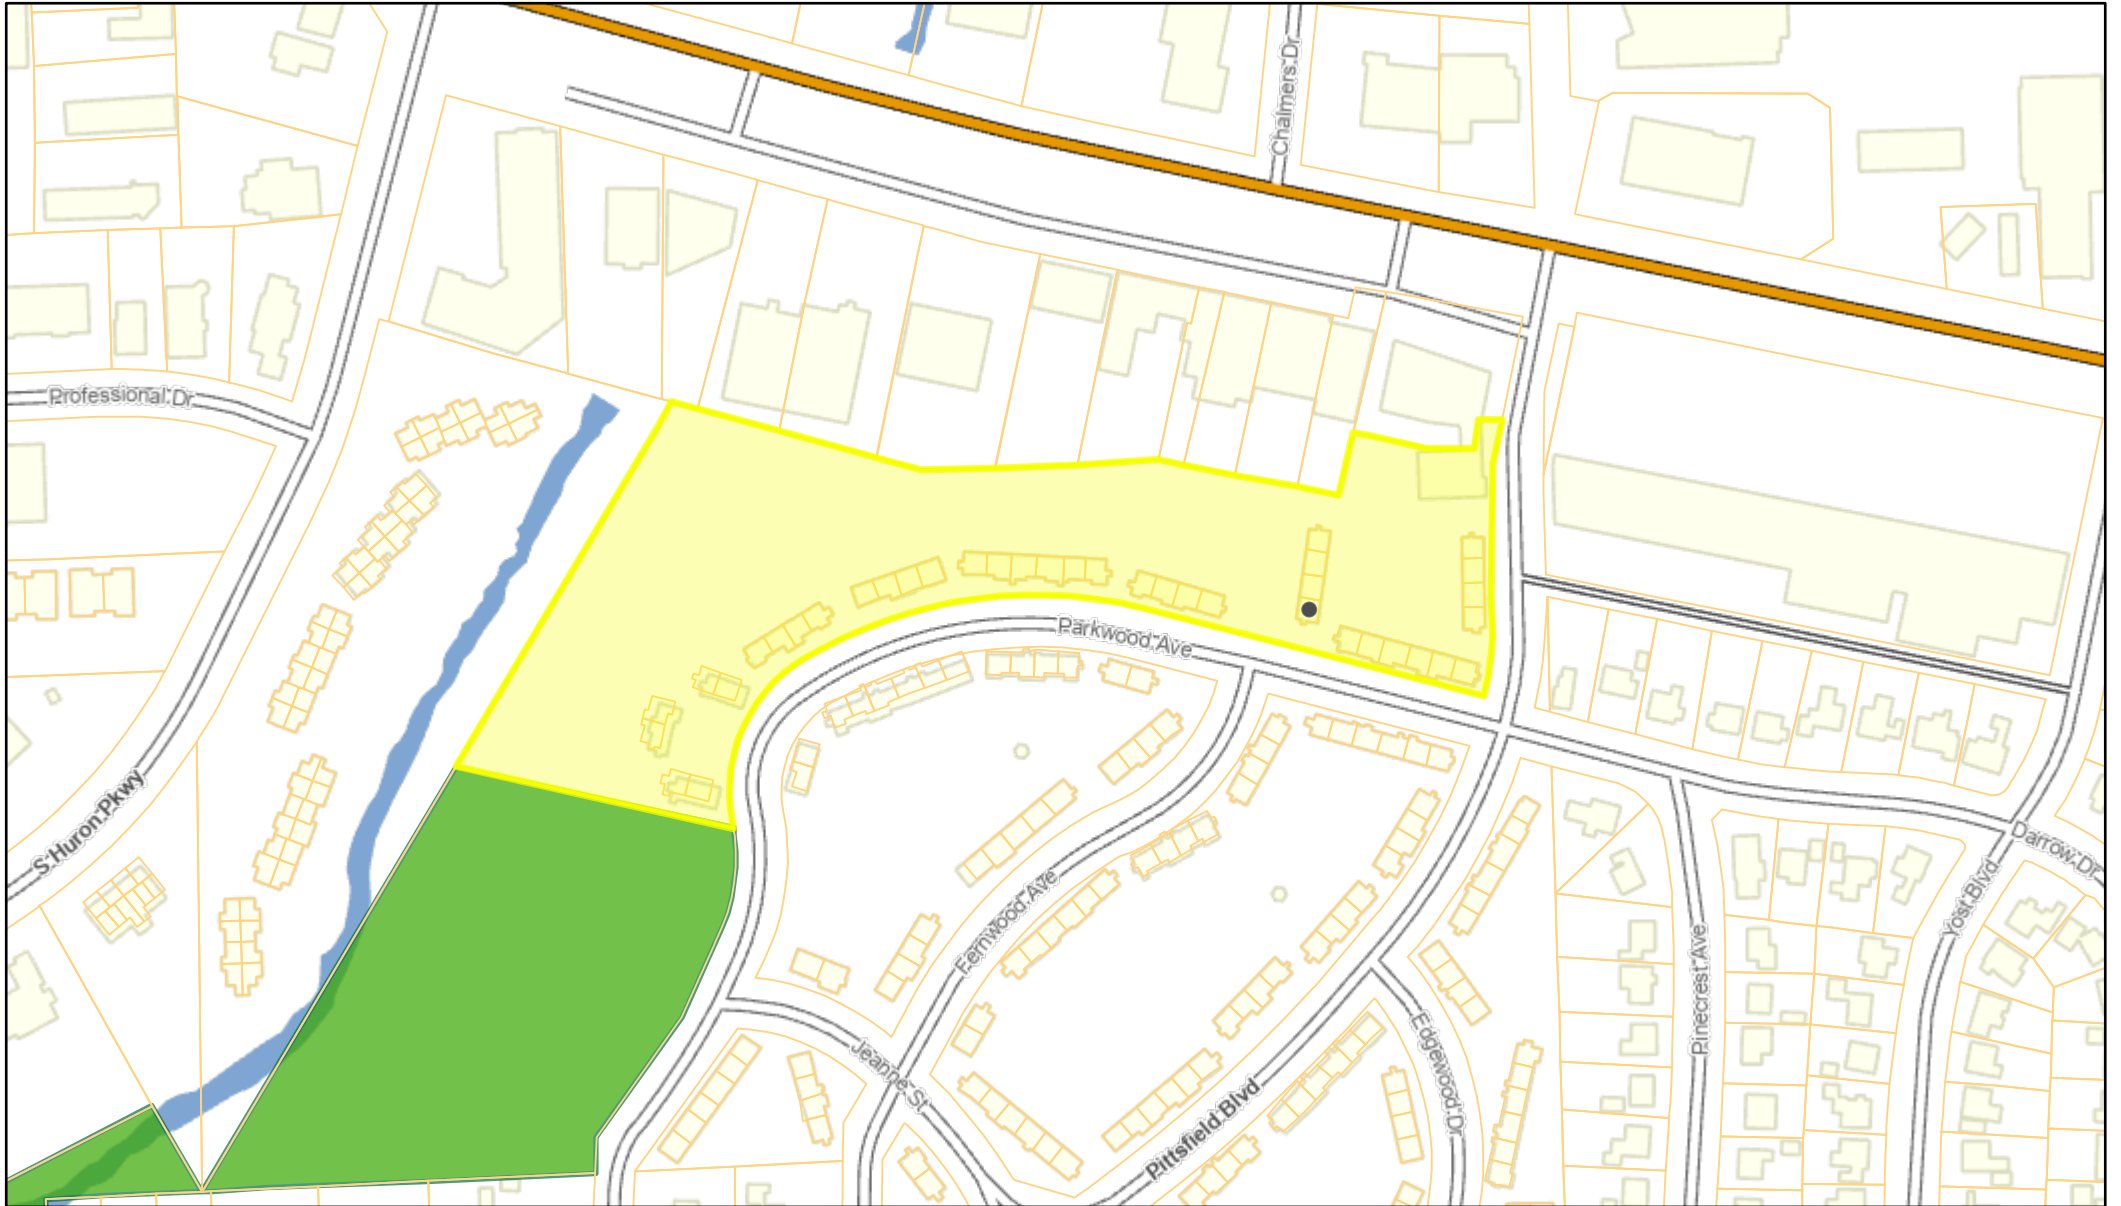 Chalmers Dr
Professional Dr
Parkwood Ave
S Huron Pkwy
Darrow Dr
Yost Blvd
Fernwood Ave
Pinecrest Ave
Jeanne St
Edgewood Dr
Pittsfield Blvd